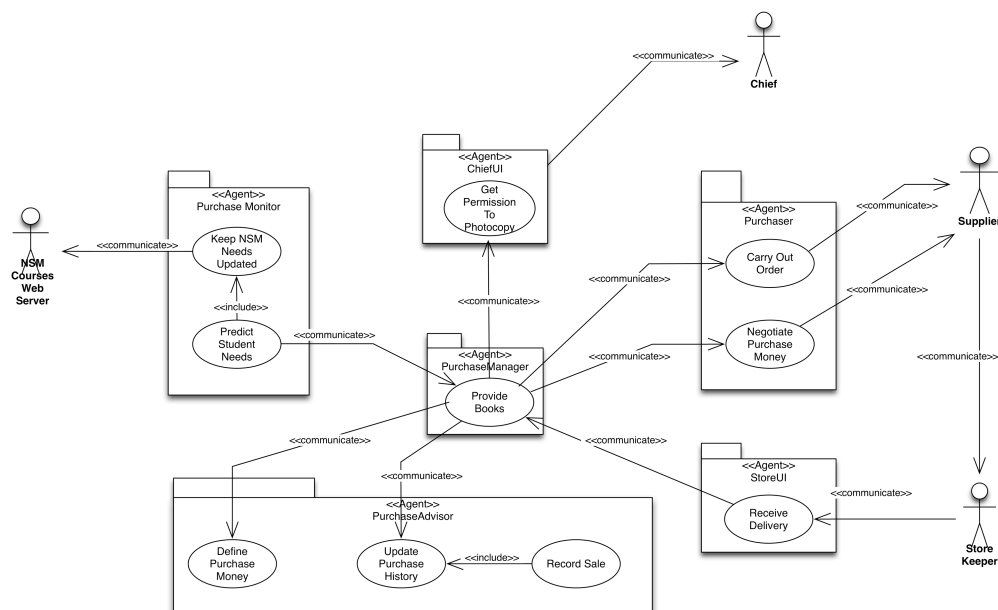 <<communicate>>
Chief
<<Agent>>
ChiefUI
Get
Permission
To
Photocopy
<<Agent>>
Purchase Monitor
Keep NSM
Needs
Updated
<<include>>
Predict
Student
Needs
<<communicate>>
NSM
Courses
Web
Server
<<communicate>>
<<communicate>>
<<Agent>>
PurchaseManager
Provide
Books
<<communicate>>
<<communicate>>
<<Agent>>
Purchaser
Carry Out
Order
Negotiate
Purchase
Money
<<communicate>>
<<communicate>>
Supplier
<<communicate>>
<<communicate>>
<<communicate>>
<<communicate>>
<<Agent>>
StoreUI
Receive
Delivery
<<communicate>>
Store
Keeper
<<Agent>>
PurchaseAdvisor
Define
Purchase
Money
Update
Purchase
History
<<include>>
Record Sale